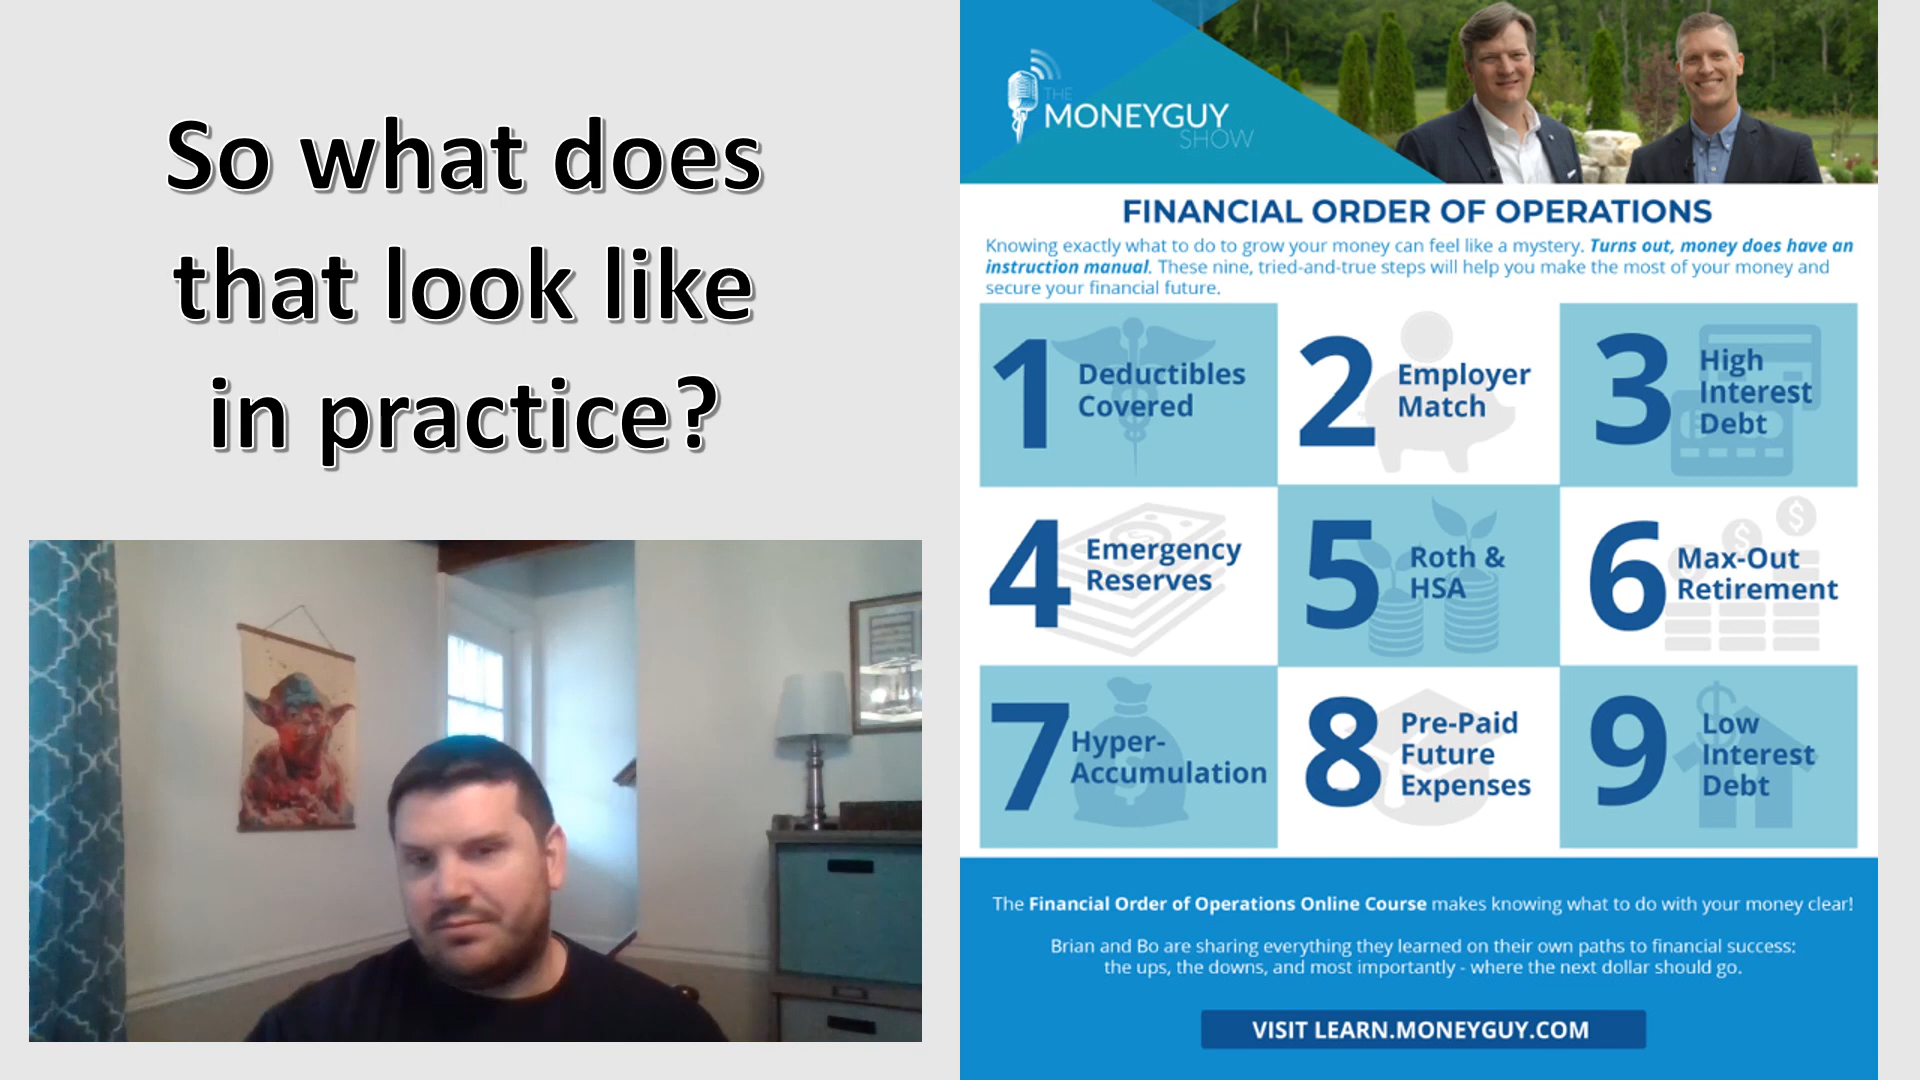 So what does
that look like
in practice?
THE
MONEYGUY
SHOW
FINANCIAL ORDER OF OPERATIONS
Knowing exactly what to do to grow your money can feel like a mystery. Turns out, money does have an
instruction manual. These nine, tried-and-true steps will help you make the most of your money and
secure your financial future.
1 Deductibles
Covered
2 Employer
Match
3 High
Interest
Debt
4 Emergency
Reserves
5 Roth &
HSA
6 Max-Out
Retirement
7 Hyper-
Accumulation
8 Pre-Paid
Future
Expenses
9 Low
Interest
Debt
The Financial Order of Operations Online Course makes knowing what to do with your money clear!
Brian and Bo are sharing everything they learned on their own paths to financial success:
the ups, the downs, and most importantly - where the next dollar should go.
VISIT LEARN.MONEYGUY.COM